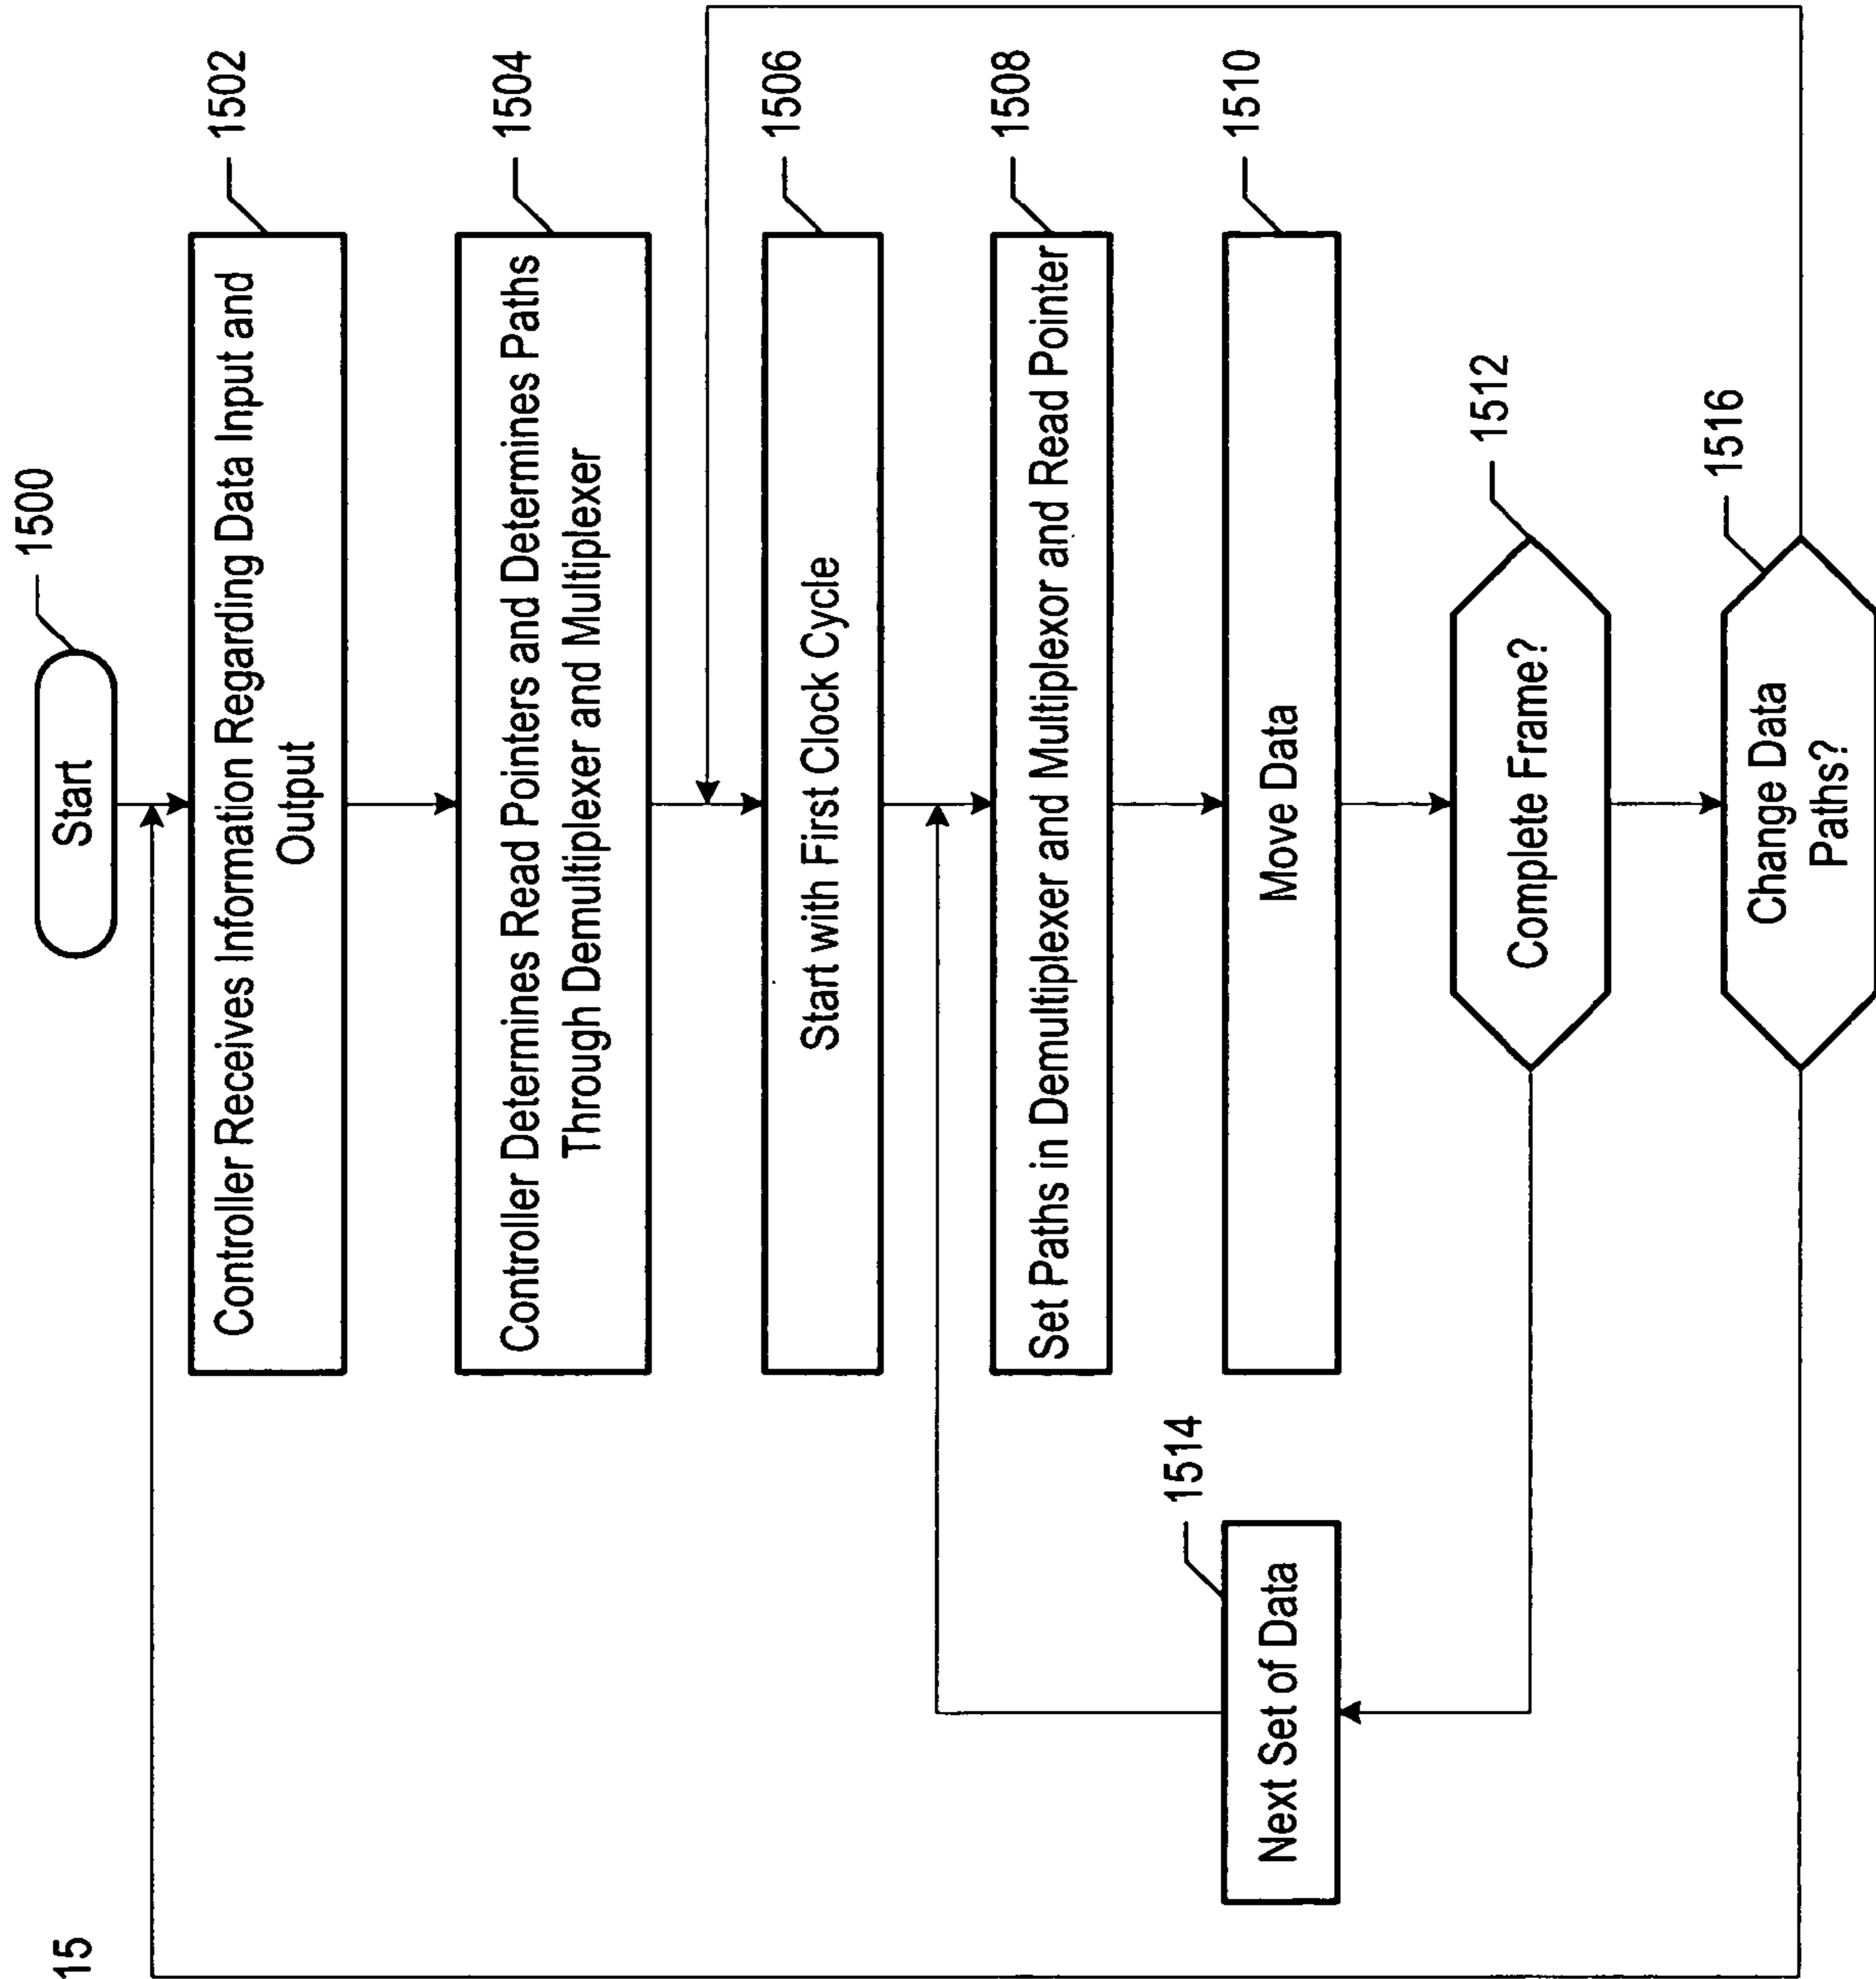 15
Start
1500
Controller Receives Information Regarding Data Input and
Output
1502
Controller Determines Read Pointers and Determines Paths
Through Demultiplexer and Multiplexer
1504
Start with First Clock Cycle
1506
Set Paths in Demultiplexer and Multiplexor and Read Pointer
1508
Next Set of Data
1514
Move Data
1510
Complete Frame?
1512
Change Data
Paths?
1516